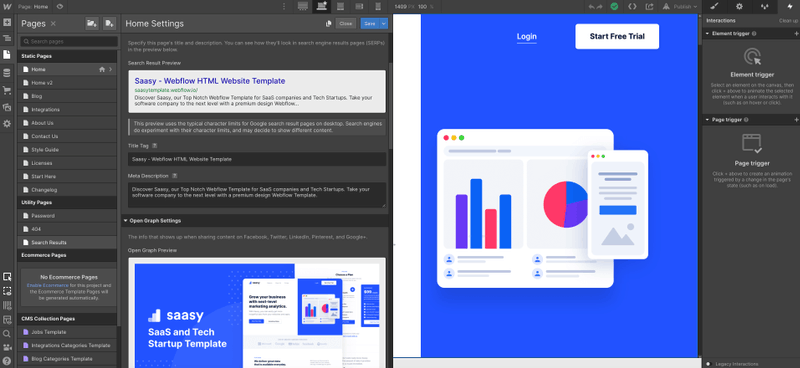 Page: Home
1409 PX 100 %
Publish
Pages
Search pages
Static Pages
Home
Home v2
Blog
Integrations
About Us
Contact Us
Style Guide
Licenses
Start Here
Changelog
Utility Pages
Password
404
Search Results
Ecommerce Pages
No Ecommerce Pages
Enable Ecommerce for this project and
the Ecommerce Template Pages will
be generated automatically.
CMS Collection Pages
Jobs Template
Integrations Categories Template
Blog Categories Template
Home Settings
Close
Save
Specify this page's title and description. You can see how they'll look in search engine results pages (SERPs)
in the preview below.
Search Result Preview
Saasy - Webflow HTML Website Template
saasytemplate.webflow.io/
Discover Saasy, our Top Notch Webflow Template for SaaS companies and Tech Startups. Take your
software company to the next level with a premium design Webflow...
This preview uses the typical character limits for Google search result pages on desktop. Search engines
do experiment with their character limits, and may decide to show different content.
Title Tag
Saasy - Webflow HTML Website Template
Meta Description
Discover Saasy, our Top Notch Webflow Template for SaaS companies and Tech Startups. Take your
software company to the next level with a premium design Webflow Template.
Open Graph Settings
The info that shows up when sharing content on Facebook, Twitter, LinkedIn, Pinterest, and Google+.
Open Graph Preview
saasy
SaaS and Tech
Startup Template
Grow your business
with next-level
marketing analytics.
Login
Start Free Trial
Interactions
Clean up
Element trigger
Element trigger
Select an element on the canvas, then
click + above to animate the selected
element when a user interacts with it
(such as on hover or click)
Page trigger
Page trigger
Click + above to create an animation
triggered by a change in the page's
state (such as on load).
Legacy Interactions